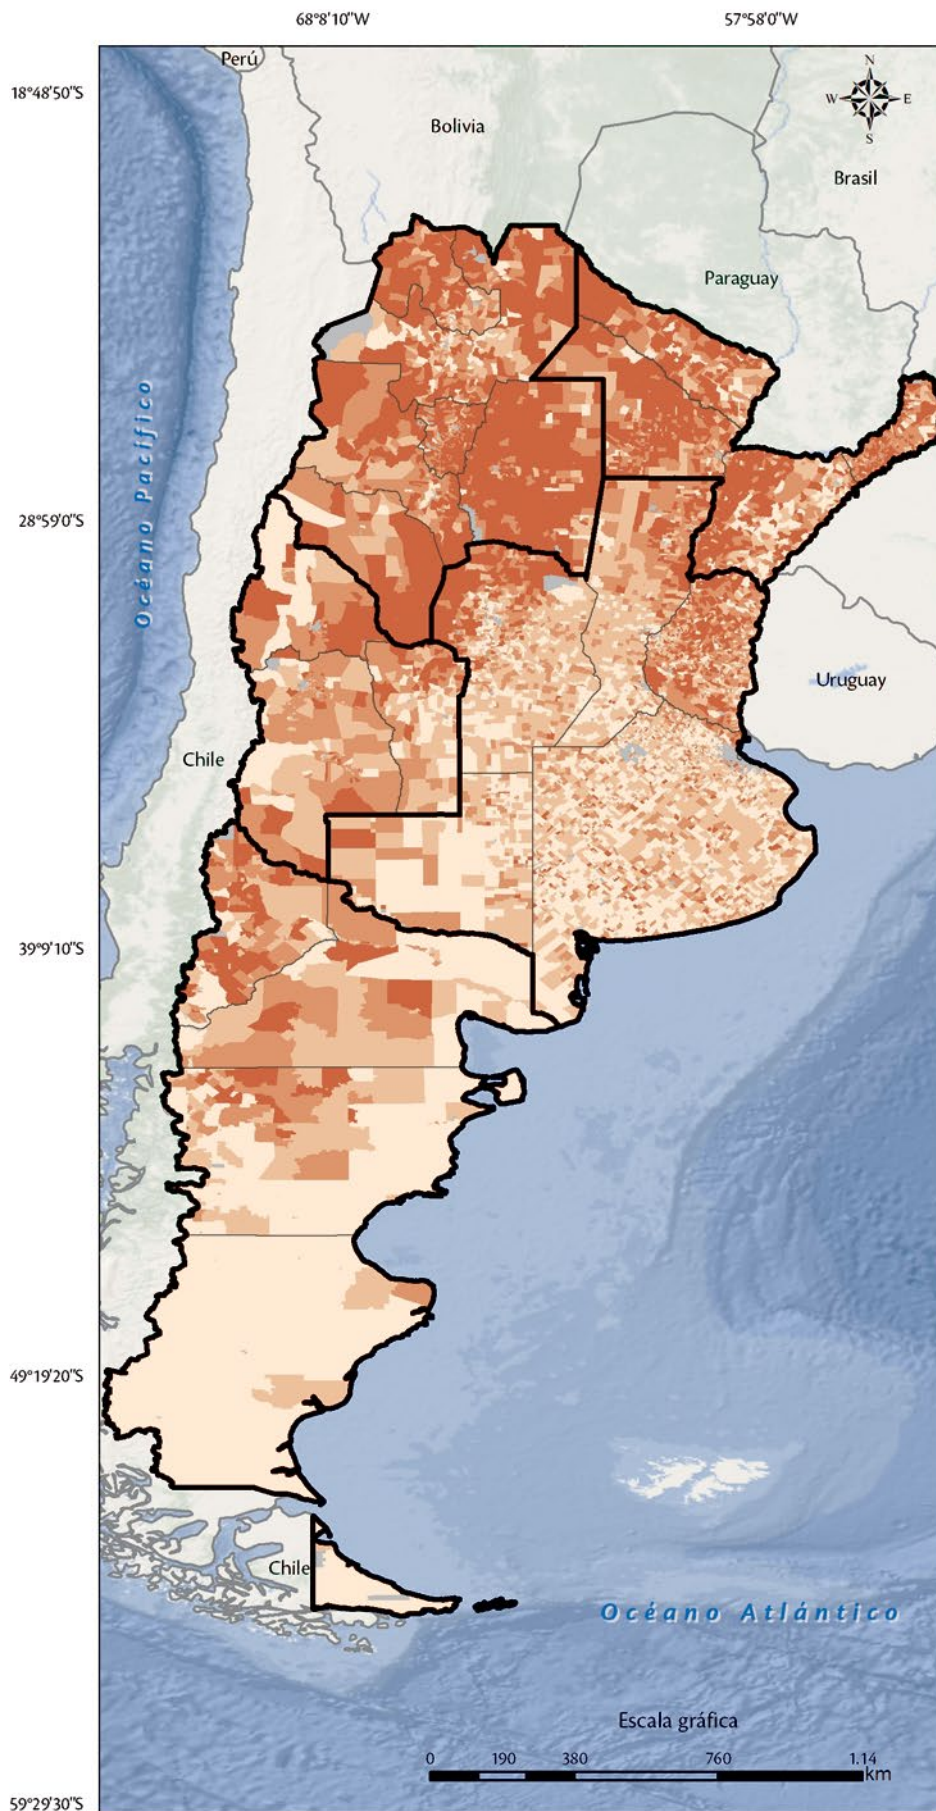 68°8'10"W
57°58'0"W
Perú
18°48'50"S
N
W
E
S
Bolivia
Brasil
Paraguay
Océano Pacífico
28°59'0"S
Uruguay
Chile
39°9'10"S
49°19'20"S
Chile
Océano Atlántico
Escala gráfica
0 190 380 760 1.14
km
59°29'30"S